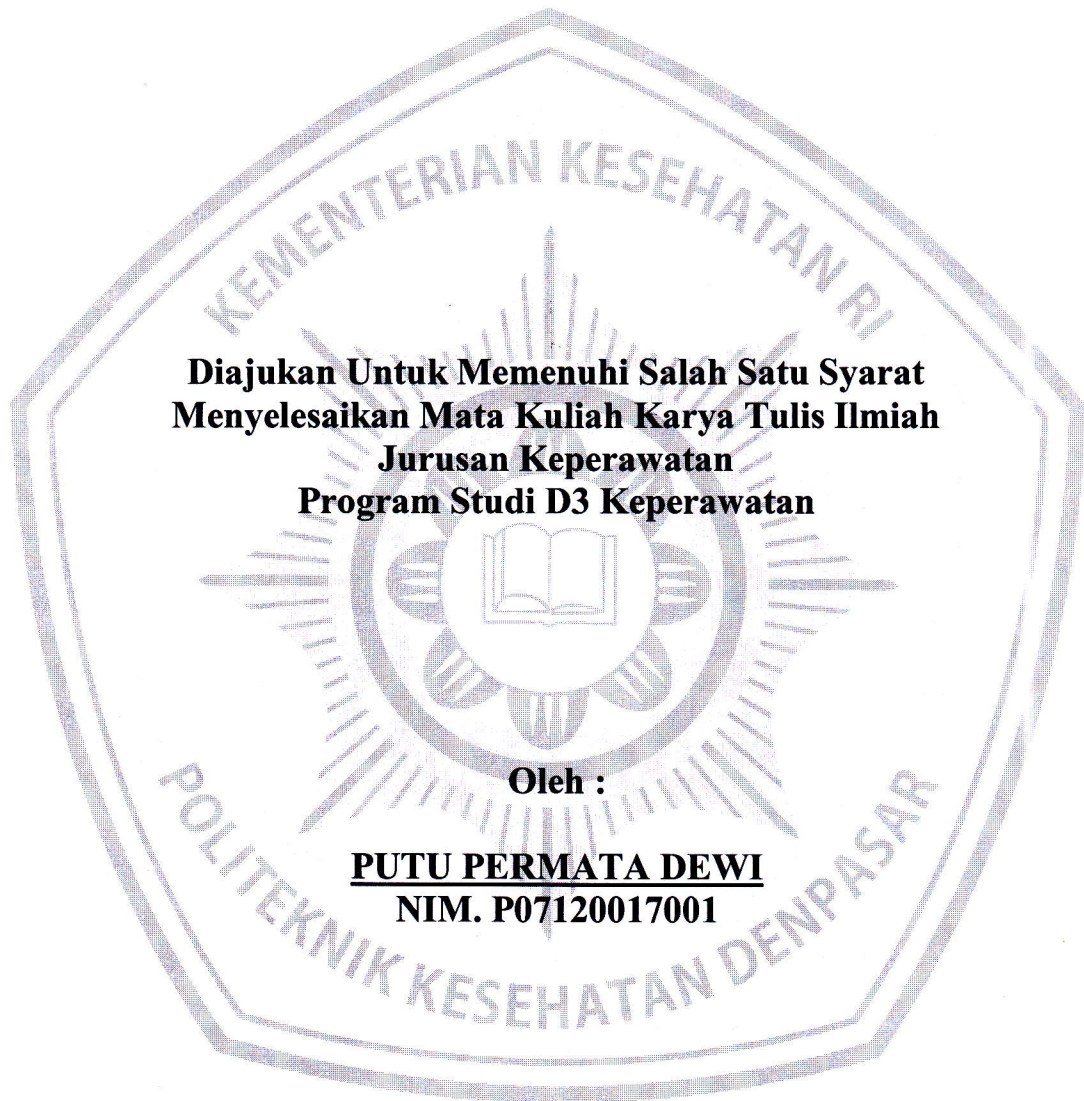 KEMENTERIAN KESEHATAN RI
Diajukan Untuk Memenuhi Salah Satu Syarat
Menyelesaikan Mata Kuliah Karya Tulis Ilmiah
Jurusan Keperawatan
Program Studi D3 Keperawatan
Oleh :
PUTU PERMATA DEWI
NIM. P07120017001
POLITEKNIK KESEHATAN DENPASAR